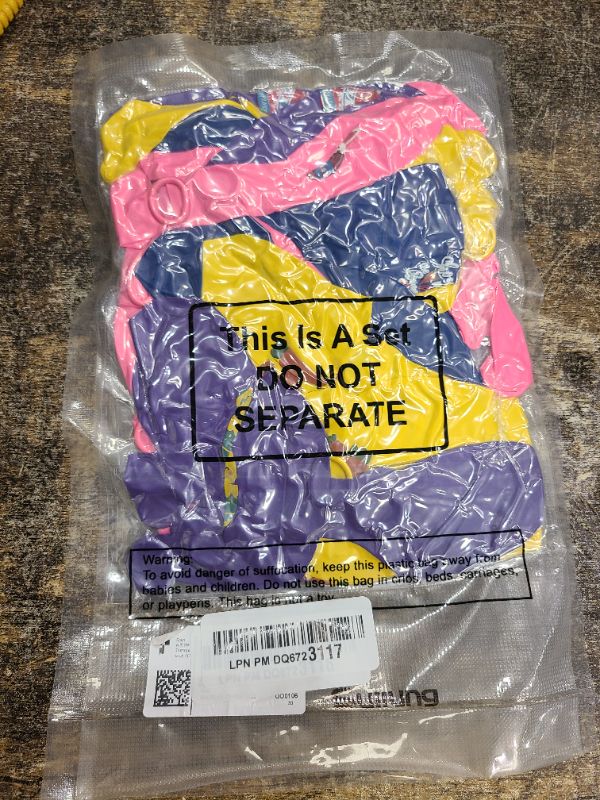 This Is A Set
DO NOT
SEPARATE
Warning:
To avoid danger of suffocation, keep this plastic bag away from
babies and children. Do not use this bag in cribs, beds, carriages,
or playpens. This bag is not a toy.
LPN PM DQ6723117